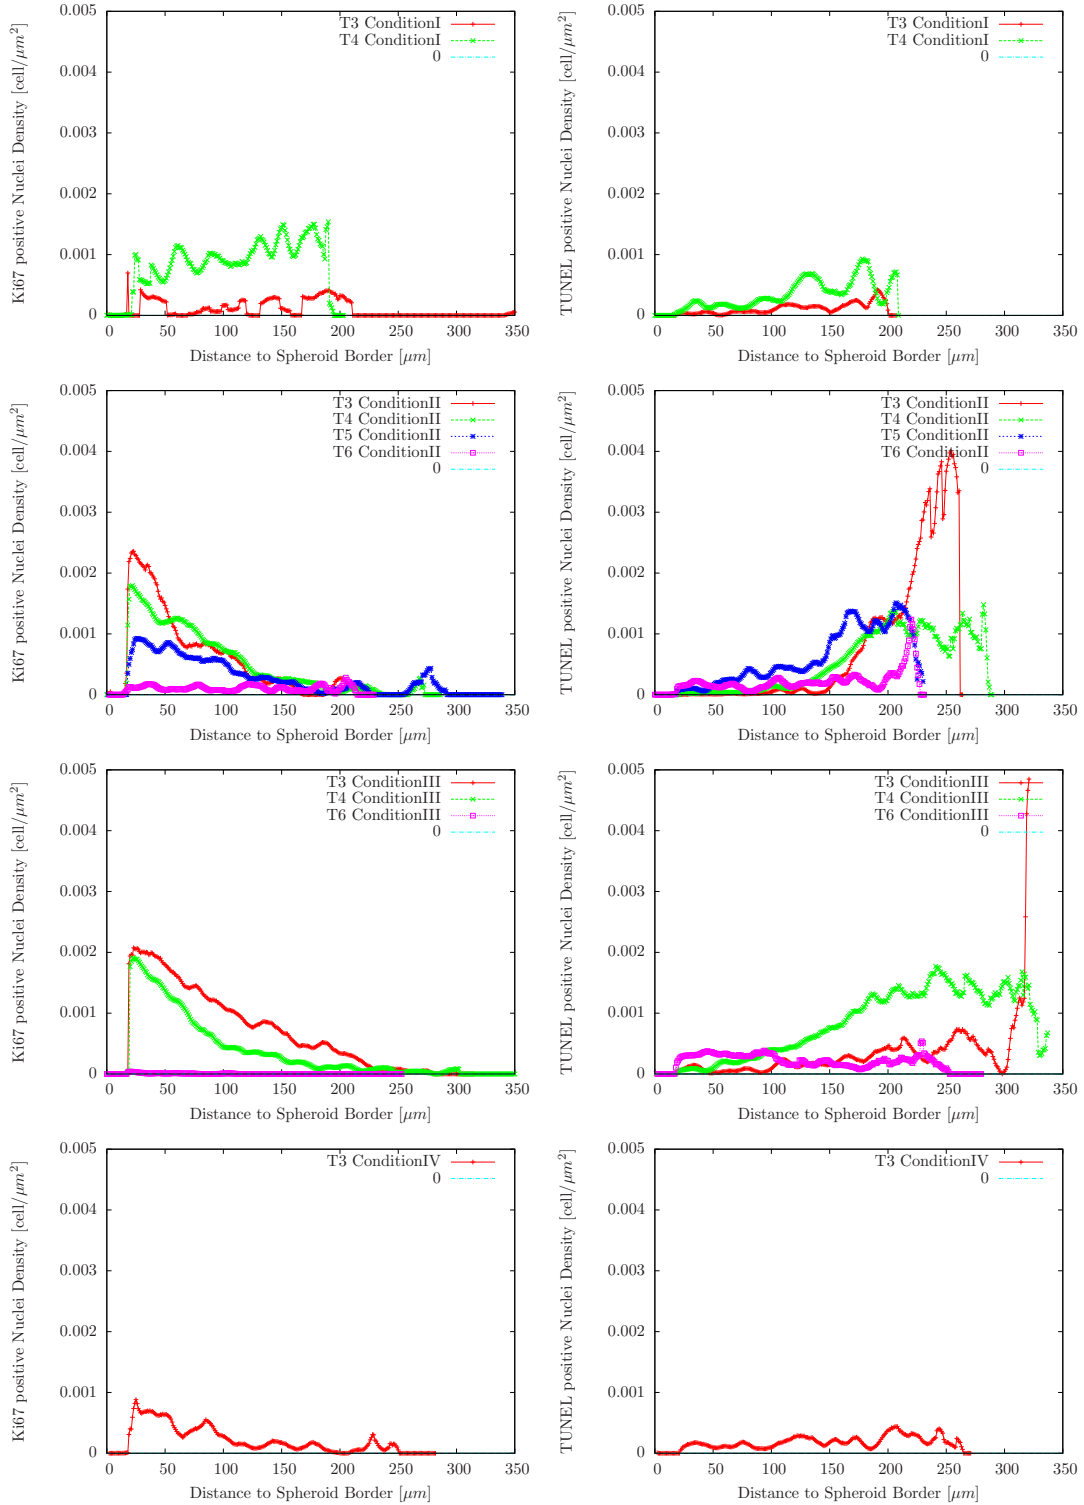 Ki67 positive Nuclei Density [cell/μm²]
0.005
0.004
0.003
0.002
0.001
0
0 50 100 150 200 250 300 350
Distance to Spheroid Border [μm]
T3 ConditionI
T4 ConditionI
0
TUNEL positive Nuclei Density [cell/μm²]
0.005
0.004
0.003
0.002
0.001
0
0 50 100 150 200 250 300 350
Distance to Spheroid Border [μm]
T3 ConditionI
T4 ConditionI
0
Ki67 positive Nuclei Density [cell/μm²]
0.005
0.004
0.003
0.002
0.001
0
0 50 100 150 200 250 300 350
Distance to Spheroid Border [μm]
T3 ConditionII
T4 ConditionII
T5 ConditionII
T6 ConditionII
0
TUNEL positive Nuclei Density [cell/μm²]
0.005
0.004
0.003
0.002
0.001
0
0 50 100 150 200 250 300 350
Distance to Spheroid Border [μm]
T3 ConditionII
T4 ConditionII
T5 ConditionII
T6 ConditionII
0
Ki67 positive Nuclei Density [cell/μm²]
0.005
0.004
0.003
0.002
0.001
0
0 50 100 150 200 250 300 350
Distance to Spheroid Border [μm]
T3 ConditionIII
T4 ConditionIII
T6 ConditionIII
0
TUNEL positive Nuclei Density [cell/μm²]
0.005
0.004
0.003
0.002
0.001
0
0 50 100 150 200 250 300 350
Distance to Spheroid Border [μm]
T3 ConditionIII
T4 ConditionIII
T6 ConditionIII
0
Ki67 positive Nuclei Density [cell/μm²]
0.005
0.004
0.003
0.002
0.001
0
0 50 100 150 200 250 300 350
Distance to Spheroid Border [μm]
T3 ConditionIV
0
TUNEL positive Nuclei Density [cell/μm²]
0.005
0.004
0.003
0.002
0.001
0
0 50 100 150 200 250 300 350
Distance to Spheroid Border [μm]
T3 ConditionIV
0